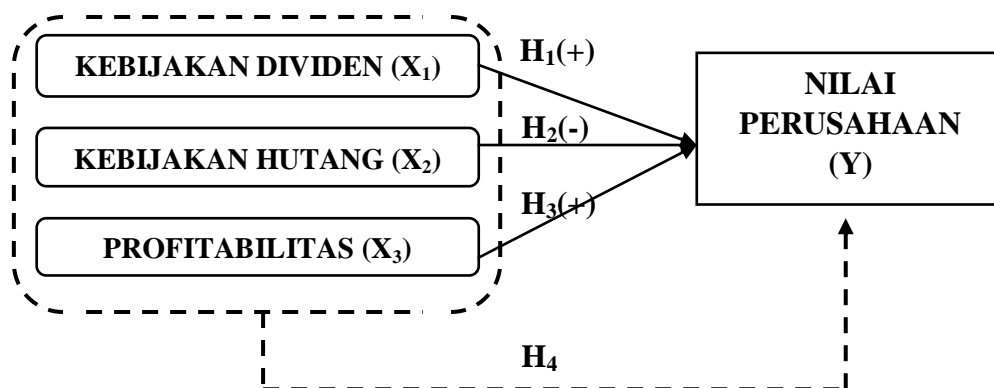 KEBIJAKAN DIVIDEN (X₁)
H₁(+)
KEBIJAKAN HUTANG (X₂)
H₂(-)
PROFITABILITAS (X₃)
H₃(+)
NILAI
PERUSAHAAN
(Y)
H₄